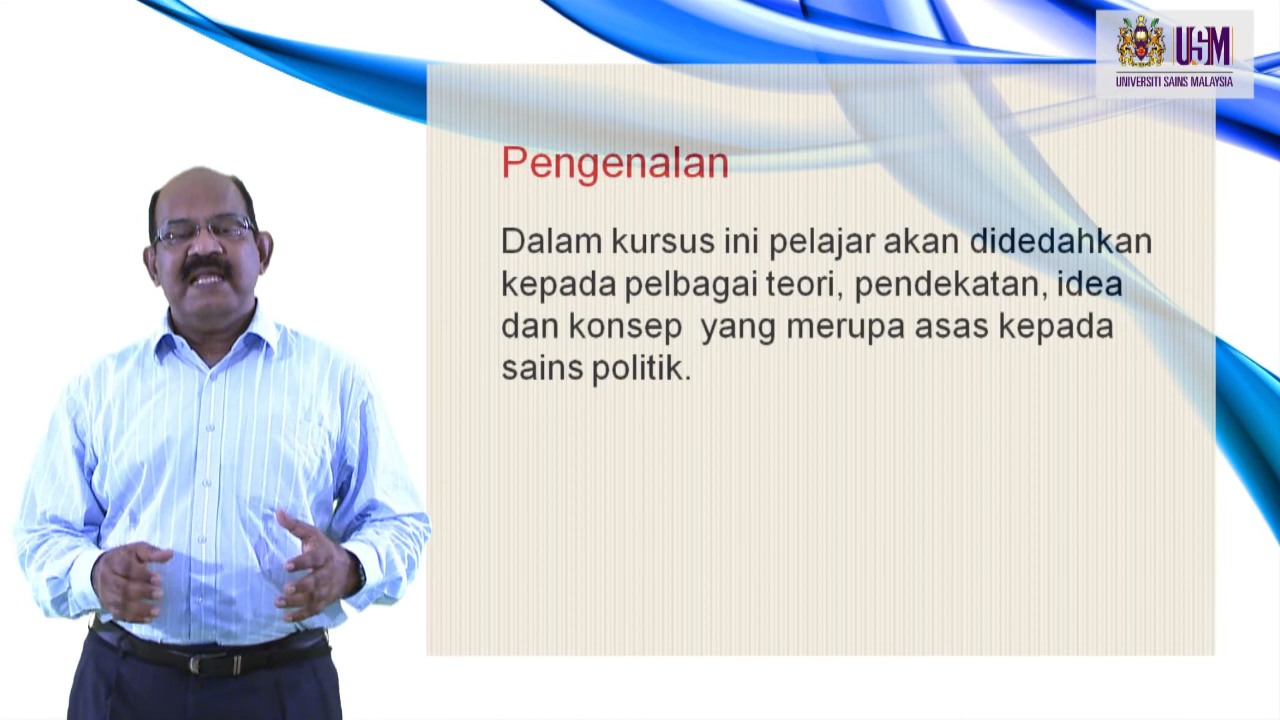 USM
UNIVERSITI SAINS MALAYSIA
Pengenalan
Dalam kursus ini pelajar akan didedahkan
kepada pelbagai teori, pendekatan, idea
dan konsep yang merupa asas kepada
sains politik.